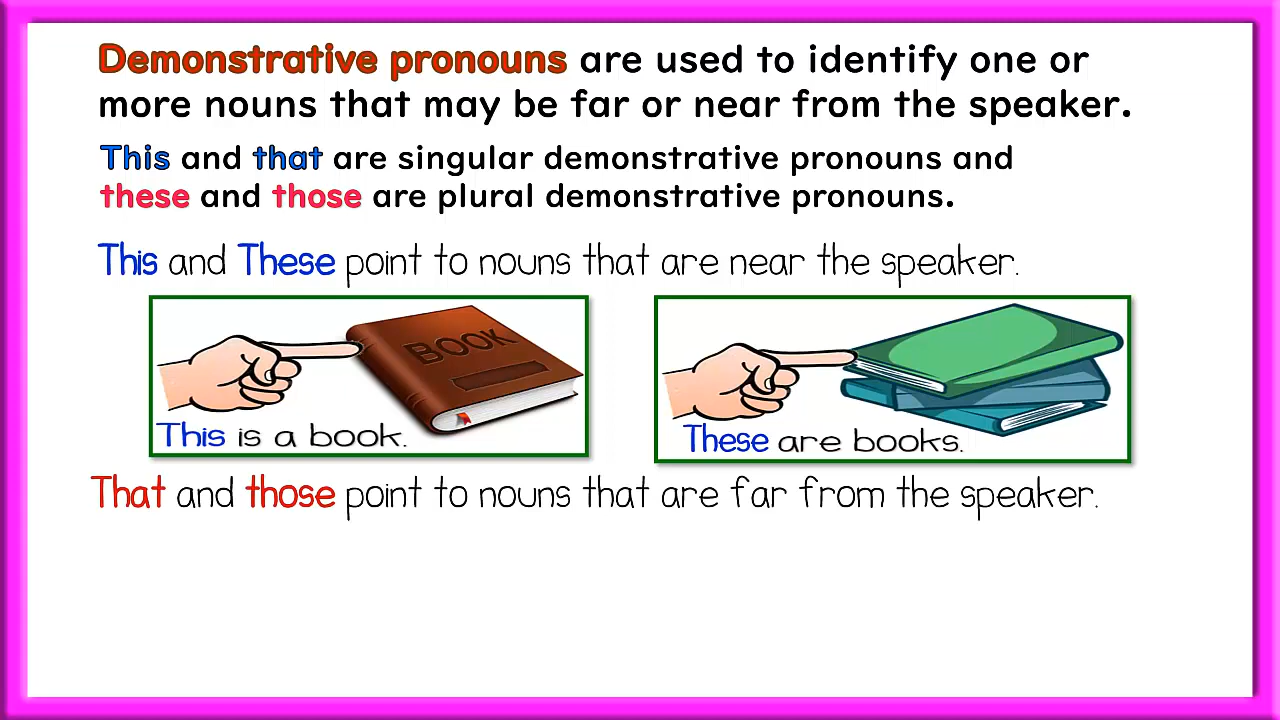 Demonstrative pronouns are used to identify one or
more nouns that may be far or near from the speaker.
This and that are singular demonstrative pronouns and
these and those are plural demonstrative pronouns.
This and These point to nouns that are near the speaker.
BOOK
This is a book.
These are books.
That and those point to nouns that are far from the speaker.